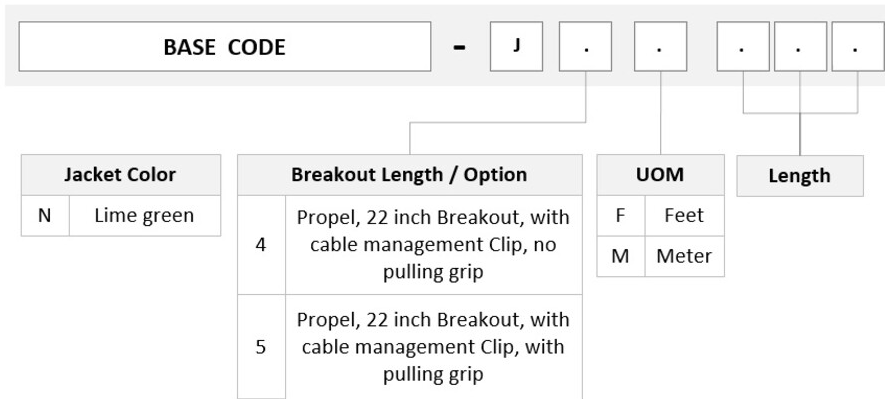 BASE CODE - J . . . . .
Jacket Color
N Lime green
Breakout Length / Option
4 Propel, 22 inch Breakout, with
cable management Clip, no
pulling grip
5 Propel, 22 inch Breakout, with
cable management Clip, with
pulling grip
UOM
F Feet
M Meter
Length